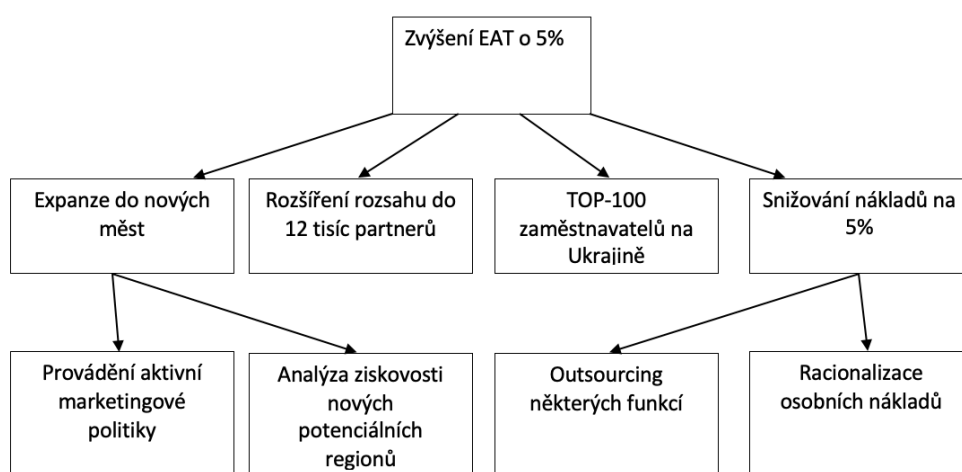 Zvýšení EAT o 5%
Expanze do nových
měst
Rozšíření rozsahu do
12 tisíc partnerů
TOP-100
zaměstnavatelů na
Ukrajině
Snižování nákladů na
5%
Provádění aktivní
marketingové
politiky
Analýza ziskovosti
nových
potenciálních
regionů
Outsourcing
některých funkcí
Racionalizace
osobních nákladů